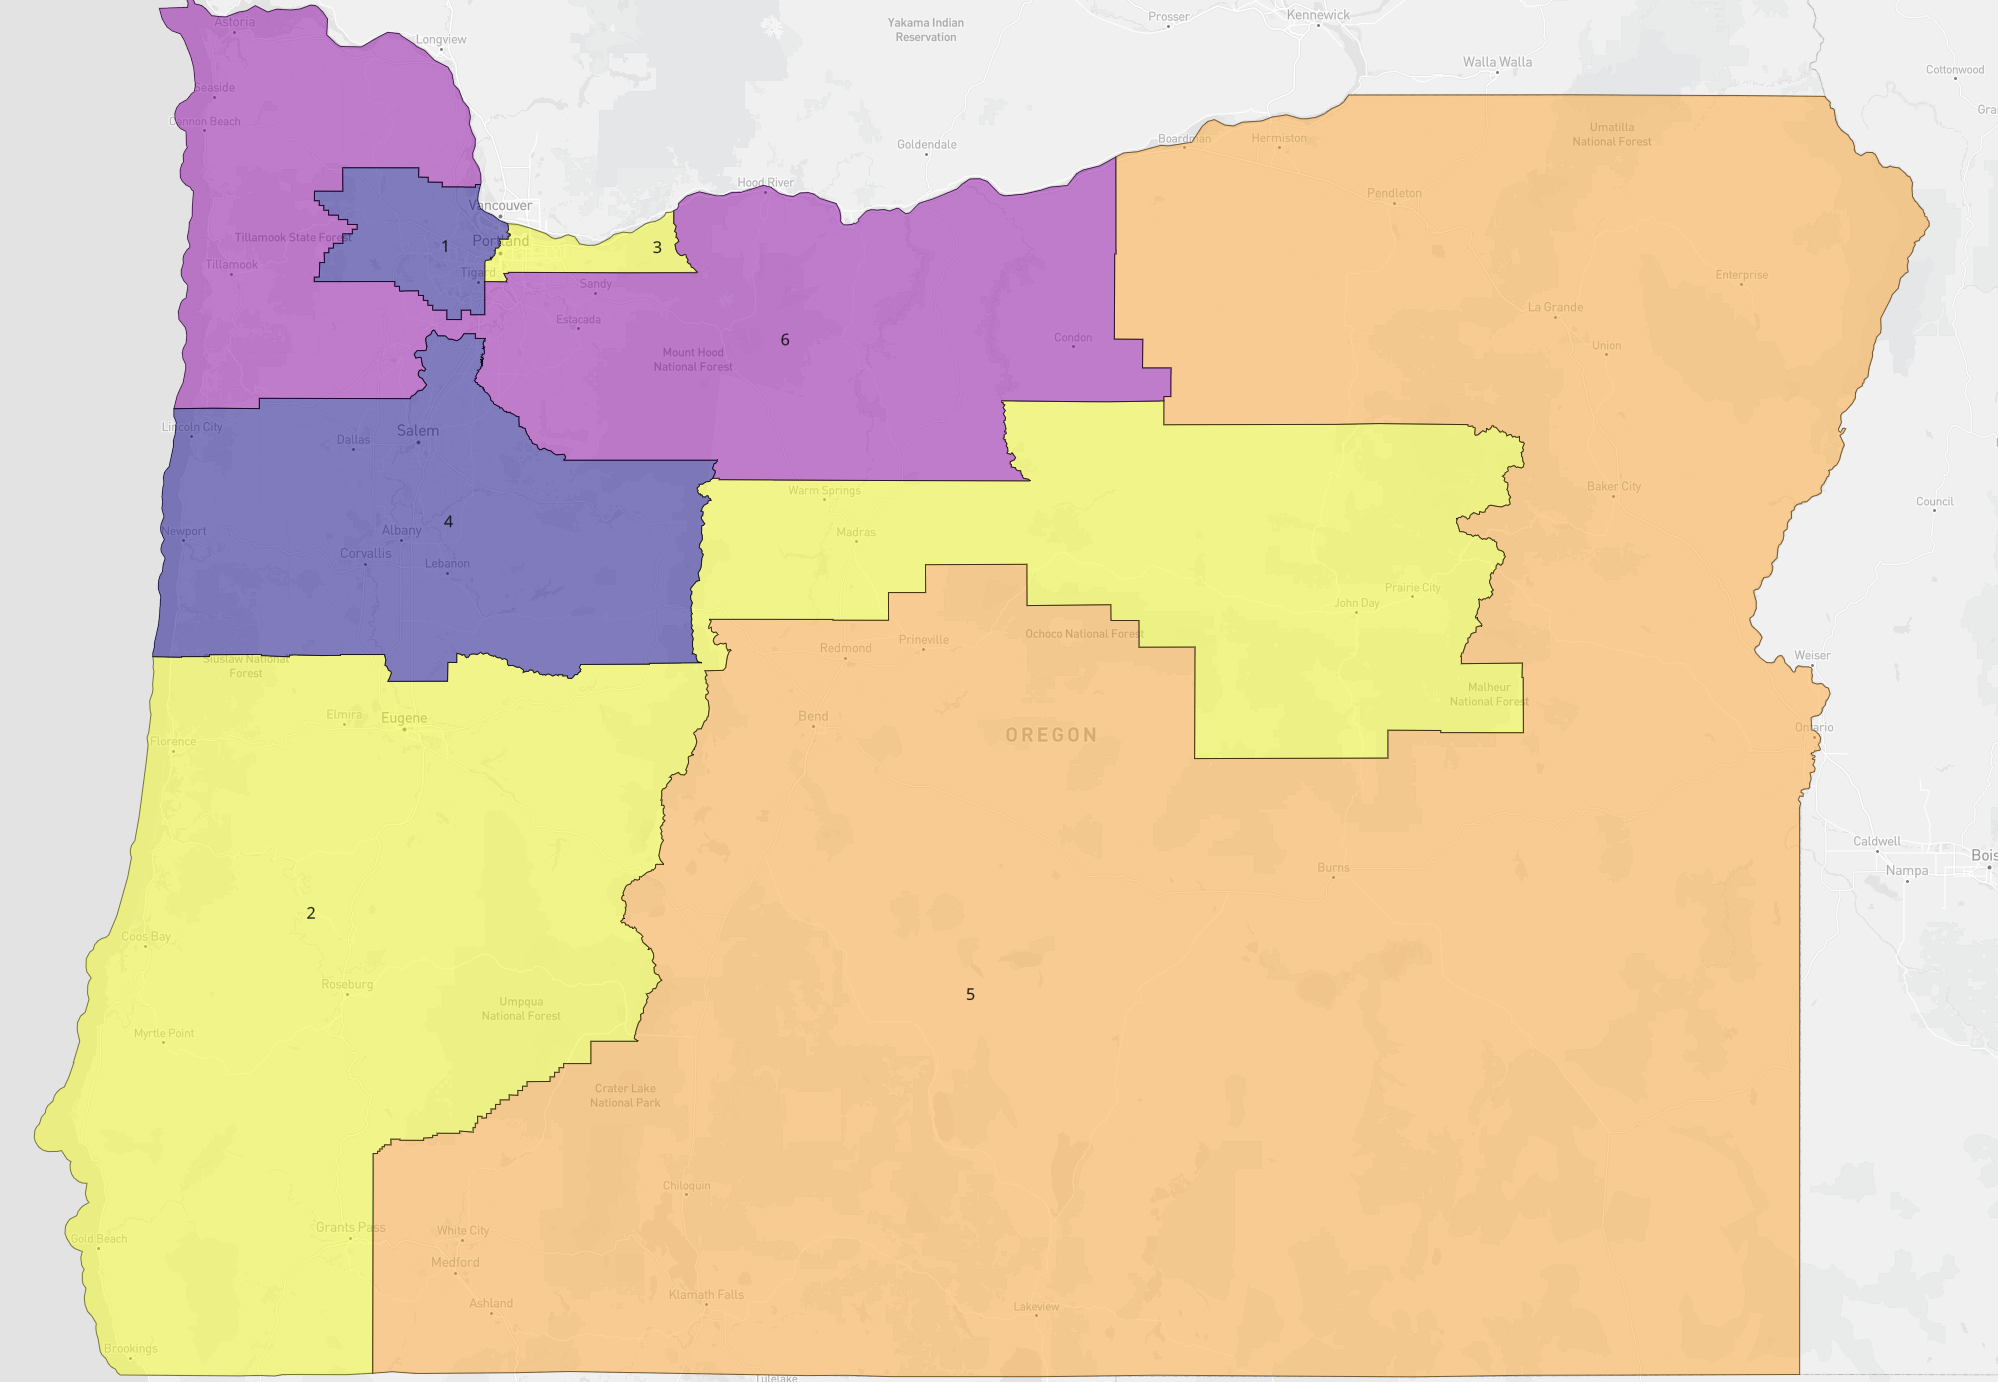 Astoria
Longview
Yakama Indian
Reservation
Prosser
Kennewick
Walla Walla
Cottonwood
Seaside
Cannon Beach
Goldendale
Boardman
Hermiston
Umatilla
National Forest
Hood River
Pendleton
Vancouver
Tillamook State Forest
1
Portland
3
Tillamook
Tigard
Sandy
Enterprise
Estacada
La Grande
6
Condon
Union
Mount Hood
National Forest
Lincoln City
Dallas
Salem
Warm Springs
Baker City
Council
4
Newport
Albany
Madras
Corvallis
Lebanon
Prairie City
John Day
Ochoco National Forest
Redmond
Prineville
Siuslaw National
Forest
Weiser
Malheur
National Forest
Elmira
Eugene
Bend
OREGON
Ontario
Florence
Caldwell
Nampa
Burns
2
Coos Bay
Roseburg
5
Umpqua
National Forest
Myrtle Point
Crater Lake
National Park
Chiloquin
Grants Pass
White City
Gold Beach
Medford
Ashland
Klamath Falls
Lakeview
Brookings
Tulelake